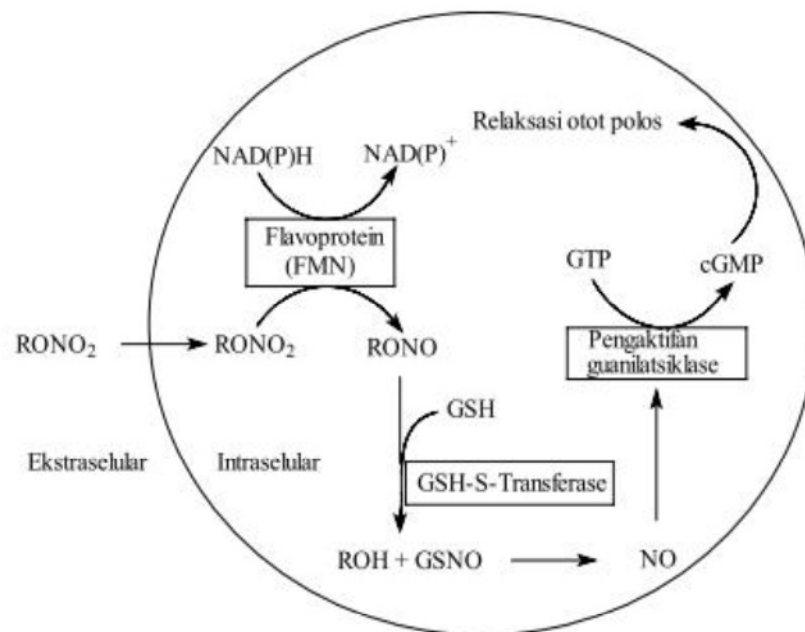 Relaksasi otot polos
NAD(P)H
NAD(P)+
Flavoprotein
(FMN)
GTP
cGMP
RONO2
RONO2
RONO
Pengaktifan
guanilatsiklase
GSH
Ekstraselular
Intraselular
GSH-S-Transferase
ROH + GSNO
NO